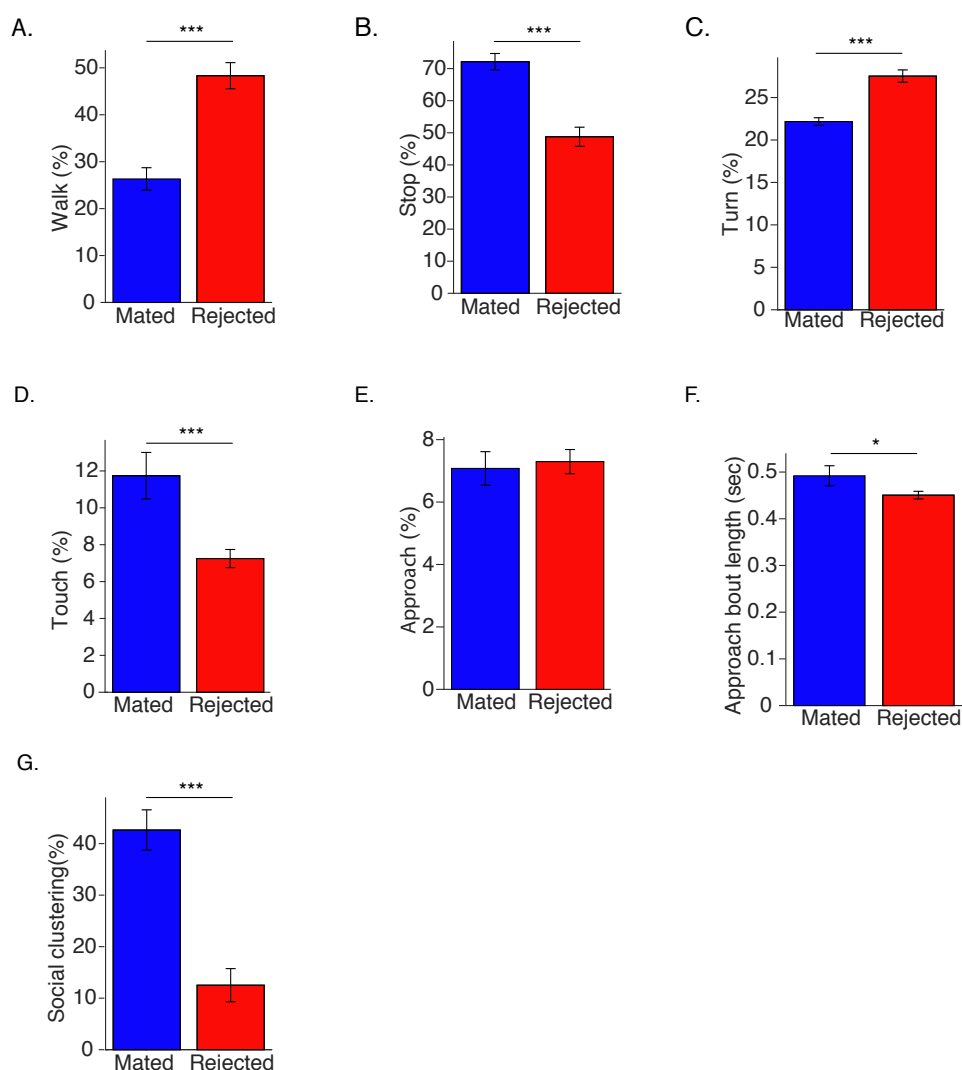 A.
***
Walk (%)
50
40
30
20
10
0
Mated Rejected
B.
***
Stop (%)
70
60
50
40
30
20
10
0
Mated Rejected
C.
***
Turn (%)
25
20
15
10
5
0
Mated Rejected
D.
***
Touch (%)
12
10
8
6
4
2
0
Mated Rejected
E.
Approach (%)
8
6
4
2
0
Mated Rejected
F.
*
Approach bout length (sec)
0.5
0.4
0.3
0.2
0.1
0
Mated Rejected
G.
***
Social clustering(%)
40
30
20
10
0
Mated Rejected